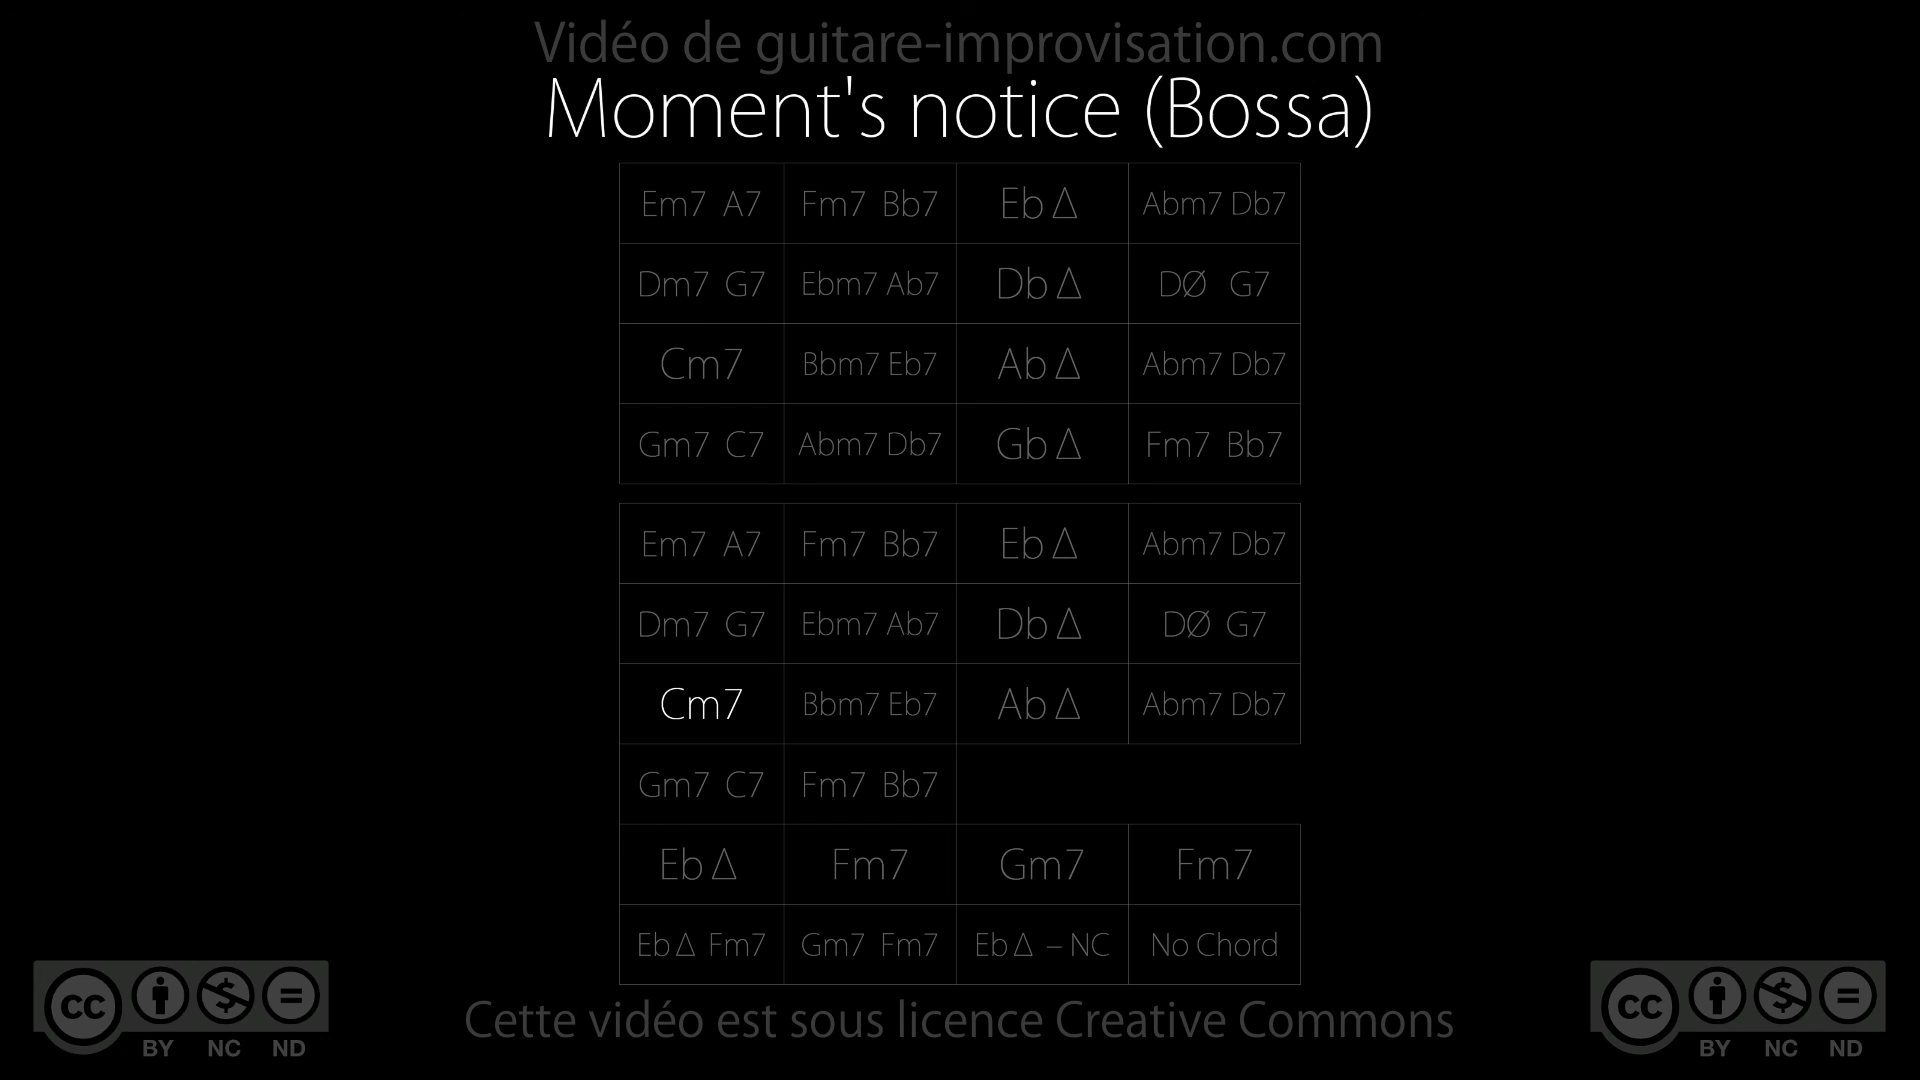 Vidéo de guitare-improvisation.com
Moment's notice (Bossa)
Em7 A7 Fm7 Bb7 Eb Δ Abm7 Db7
Dm7 G7 Ebm7 Ab7 Db Δ DØ G7
Cm7 Bbm7 Eb7 Ab Δ Abm7 Db7
Gm7 C7 Abm7 Db7 Gb Δ Fm7 Bb7
Em7 A7 Fm7 Bb7 Eb Δ Abm7 Db7
Dm7 G7 Ebm7 Ab7 Db Δ DØ G7
Cm7 Bbm7 Eb7 Ab Δ Abm7 Db7
Gm7 C7 Fm7 Bb7
Eb Δ Fm7 Gm7 Fm7
Eb Δ Fm7 Gm7 Fm7 Eb Δ – NC No Chord
Cette vidéo est sous licence Creative Commons
CC BY NC ND
CC BY NC ND